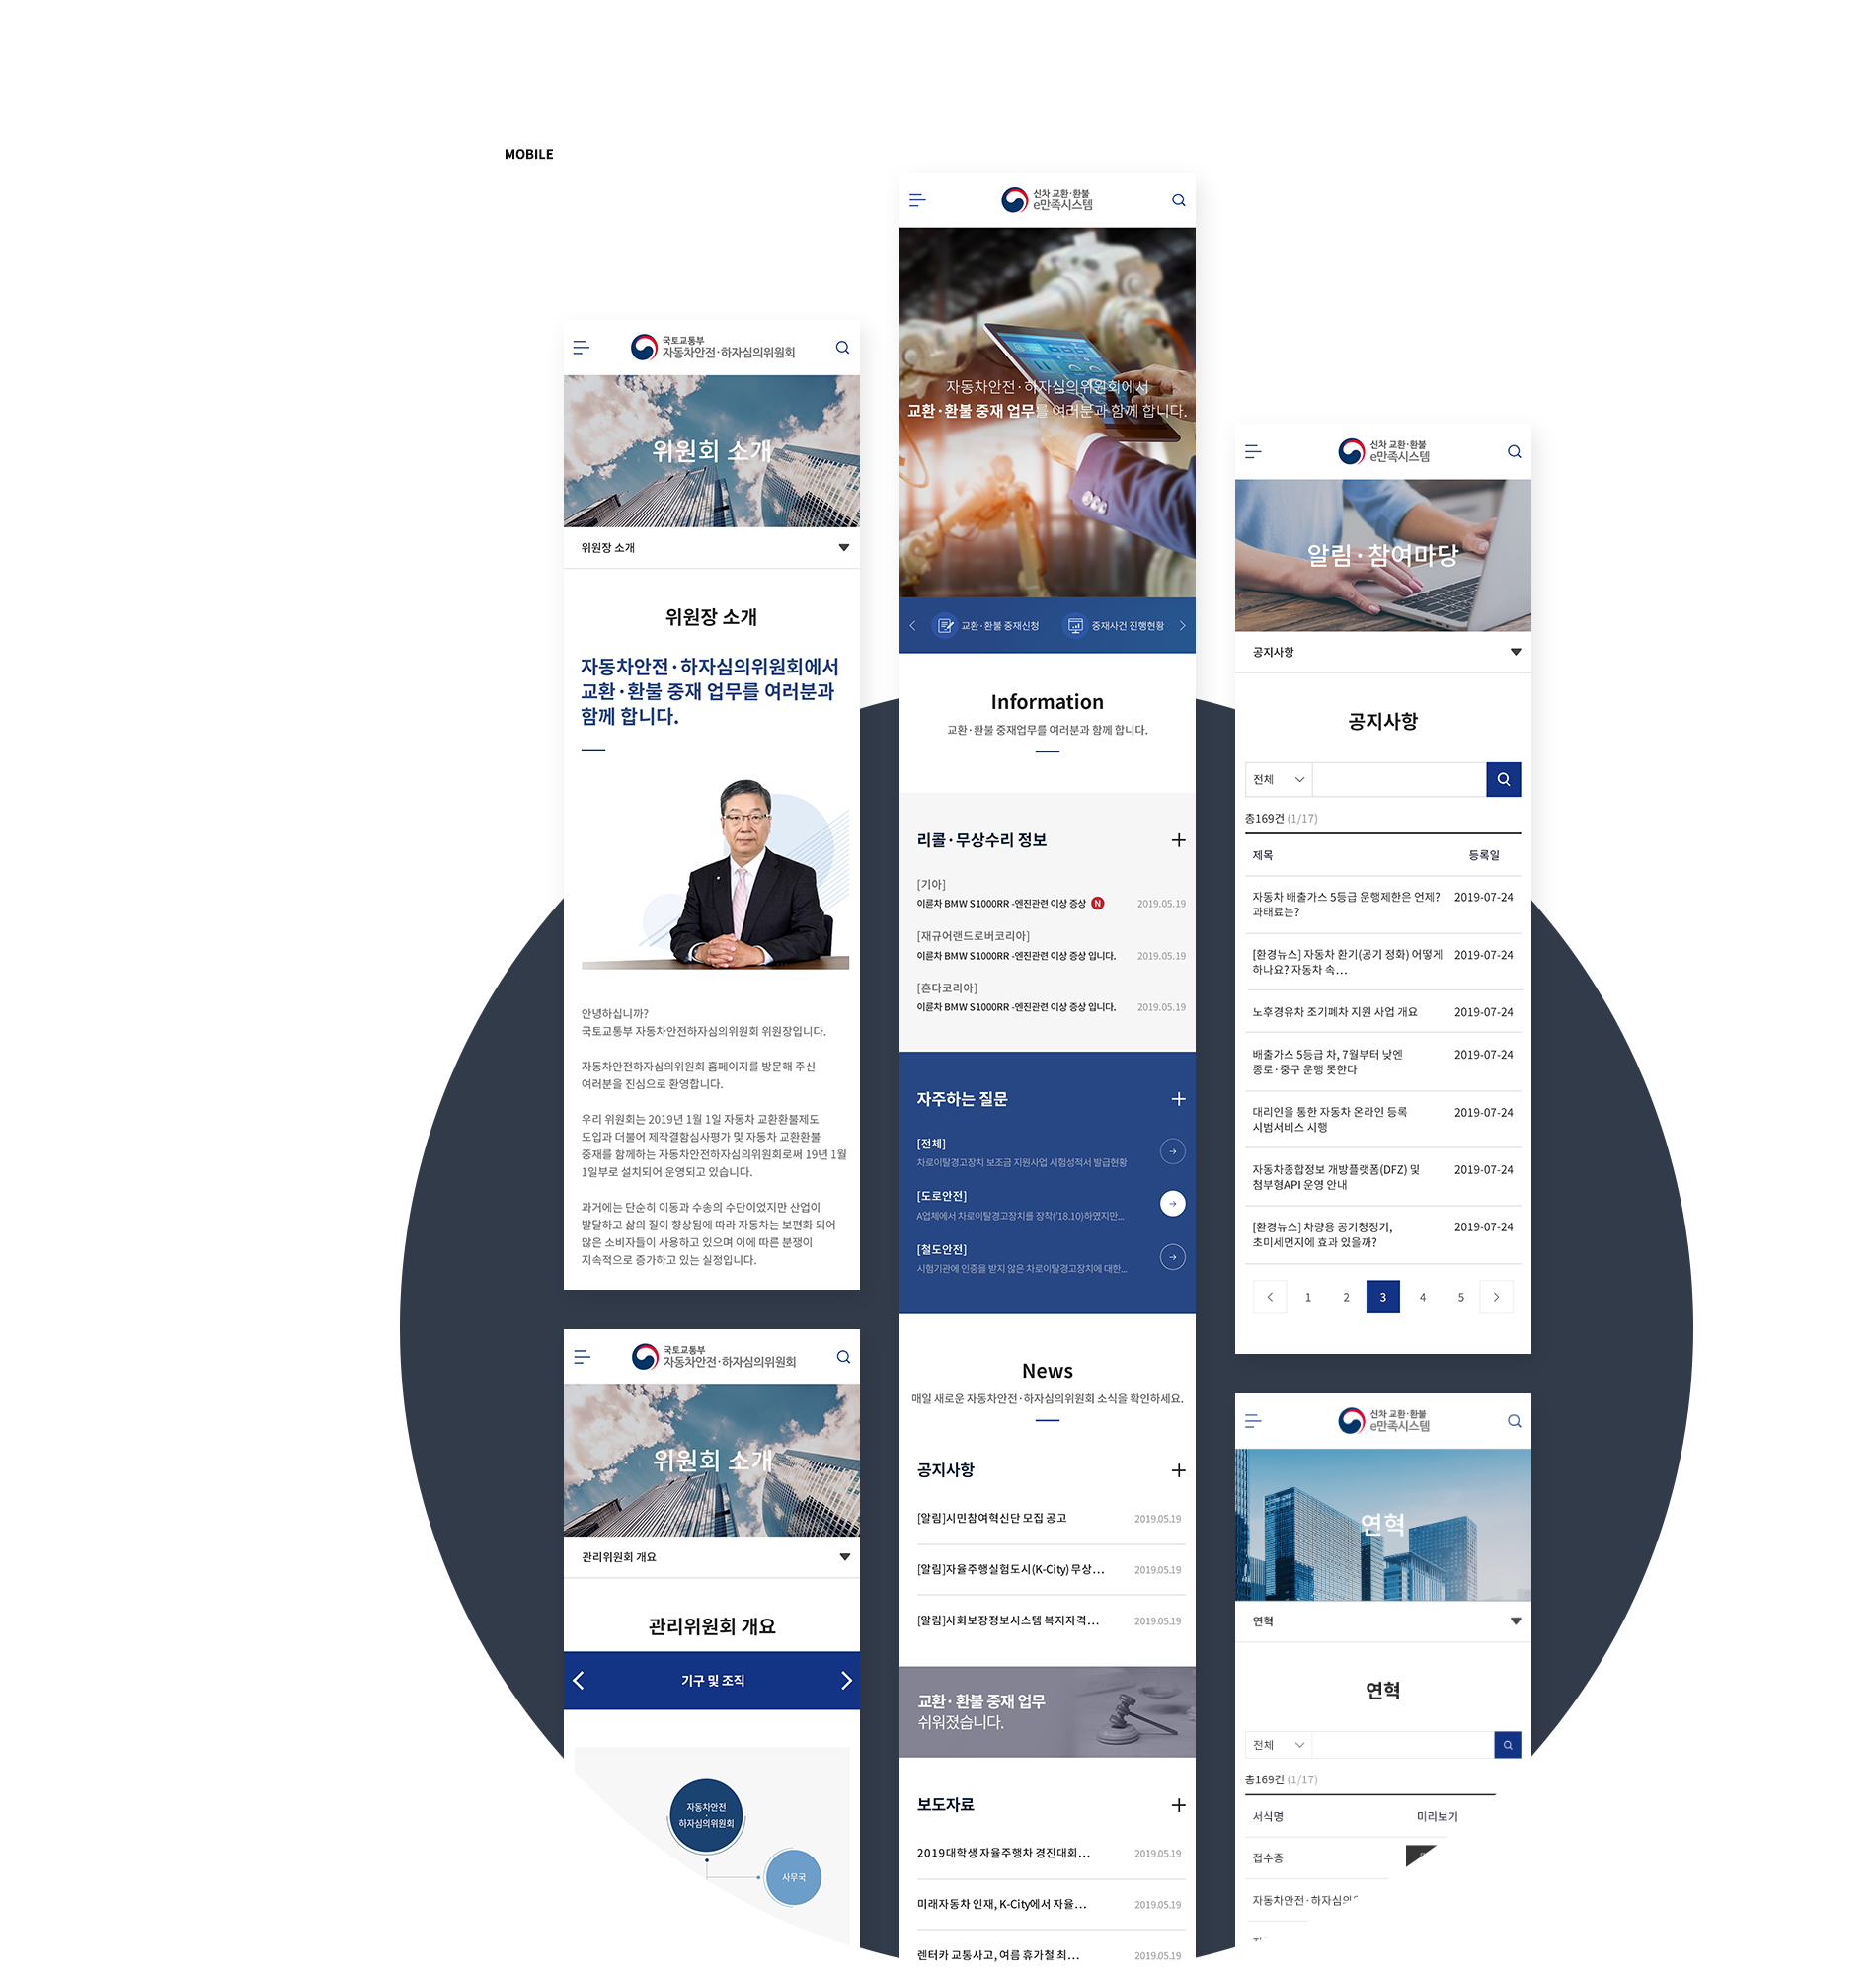 MOBILE
국토교통부
자동차안전·하자심의위원회
위원회 소개
위원장 소개
위원장 소개
자동차안전·하자심의위원회에서
교환·환불 중재 업무를 여러분과
함께 합니다.
안녕하십니까?
국토교통부 자동차안전하자심의위원회 위원장입니다.
자동차안전하자심의위원회 홈페이지를 방문해 주신
여러분을 진심으로 환영합니다.
우리 위원회는 2019년 1월 1일 자동차 교환환불제도
도입과 더불어 제작결함심사평가 및 자동차 교환환불
중재를 함께하는 자동차안전하자심의위원회로써 19년 1월
1일부로 설치되어 운영되고 있습니다.
과거에는 단순히 이동과 수송의 수단이었지만 산업이
발달하고 삶의 질이 향상됨에 따라 자동차는 보편화 되어
많은 소비자들이 사용하고 있으며 이에 따른 분쟁이
지속적으로 증가하고 있는 실정입니다.
국토교통부
자동차안전·하자심의위원회
위원회 소개
관리위원회 개요
관리위원회 개요
기구 및 조직
자동차안전
·
하자심의위원회
사무국
신차 교환·환불
e만족시스템
자동차안전·하자심의위원회에서
교환·환불 중재 업무를 여러분과 함께 합니다.
교환·환불 중재신청
중재사건 진행현황
Information
교환·환불 중재업무를 여러분과 함께 합니다.
리콜·무상수리 정보
[기아]
이륜차 BMW S1000RR -엔진관련 이상 증상 N 2019.05.19
[재규어랜드로버코리아]
이륜차 BMW S1000RR -엔진관련 이상 증상 입니다. 2019.05.19
[혼다코리아]
이륜차 BMW S1000RR -엔진관련 이상 증상 입니다. 2019.05.19
자주하는 질문
[전체]
차로이탈경고장치 보조금 지원사업 시험성적서 발급현황
[도로안전]
A업체에서 차로이탈경고장치를 장착('18.10)하였지만...
[철도안전]
시험기관에 인증을 받지 않은 차로이탈경고장치에 대한...
News
매일 새로운 자동차안전·하자심의위원회 소식을 확인하세요.
공지사항
[알림]시민참여혁신단 모집 공고 2019.05.19
[알림]자율주행실험도시(K-City) 무상... 2019.05.19
[알림]사회보장정보시스템 복지자격... 2019.05.19
교환·환불 중재 업무
쉬워졌습니다.
보도자료
2019대학생 자율주행차 경진대회... 2019.05.19
미래자동차 인재, K-City에서 자율... 2019.05.19
렌터카 교통사고, 여름 휴가철 최... 2019.05.19
신차 교환·환불
e만족시스템
알림·참여마당
공지사항
공지사항
전체
총169건 (1/17)
제목 등록일
자동차 배출가스 5등급 운행제한은 언제? 2019-07-24
과태료는?
[환경뉴스] 자동차 환기(공기 정화) 어떻게 2019-07-24
하나요? 자동차 속...
노후경유차 조기폐차 지원 사업 개요 2019-07-24
배출가스 5등급 차, 7월부터 낮엔 2019-07-24
종로·중구 운행 못한다
대리인을 통한 자동차 온라인 등록 2019-07-24
시범서비스 시행
자동차종합정보 개방플랫폼(DFZ) 및 2019-07-24
첨부형API 운영 안내
[환경뉴스] 차량용 공기청정기, 2019-07-24
초미세먼지에 효과 있을까?
1 2 3 4 5
신차 교환·환불
e만족시스템
연혁
연혁
연혁
전체
총169건 (1/17)
서식명 미리보기
접수증
자동차안전·하자심의